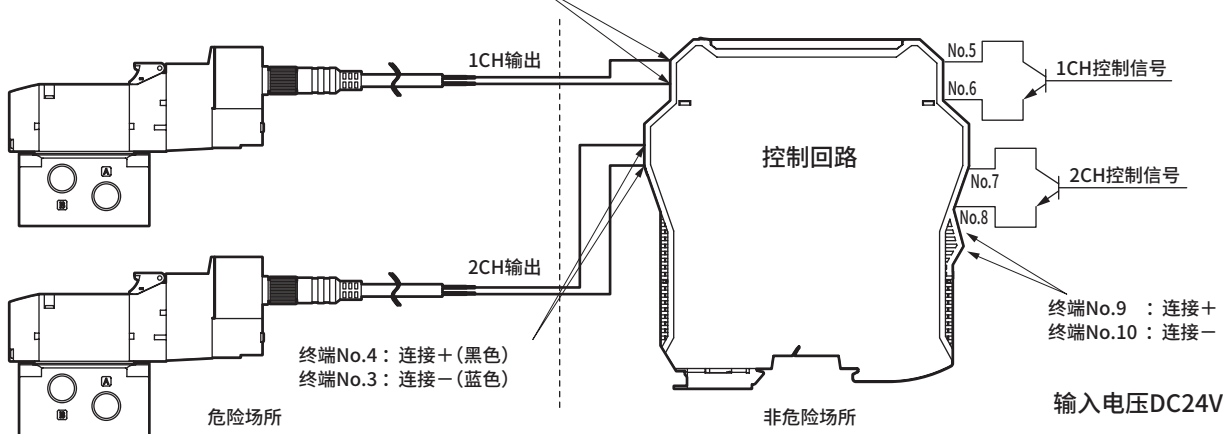 1CH输出
No.5
No.6
1CH控制信号
控制回路
No.7
No.8
2CH控制信号
A
B
2CH输出
终端No.4：连接＋(黑色)
终端No.3：连接－(蓝色)
终端No.9 ：连接＋
终端No.10：连接－
A
B
危险场所
非危险场所
输入电压DC24V